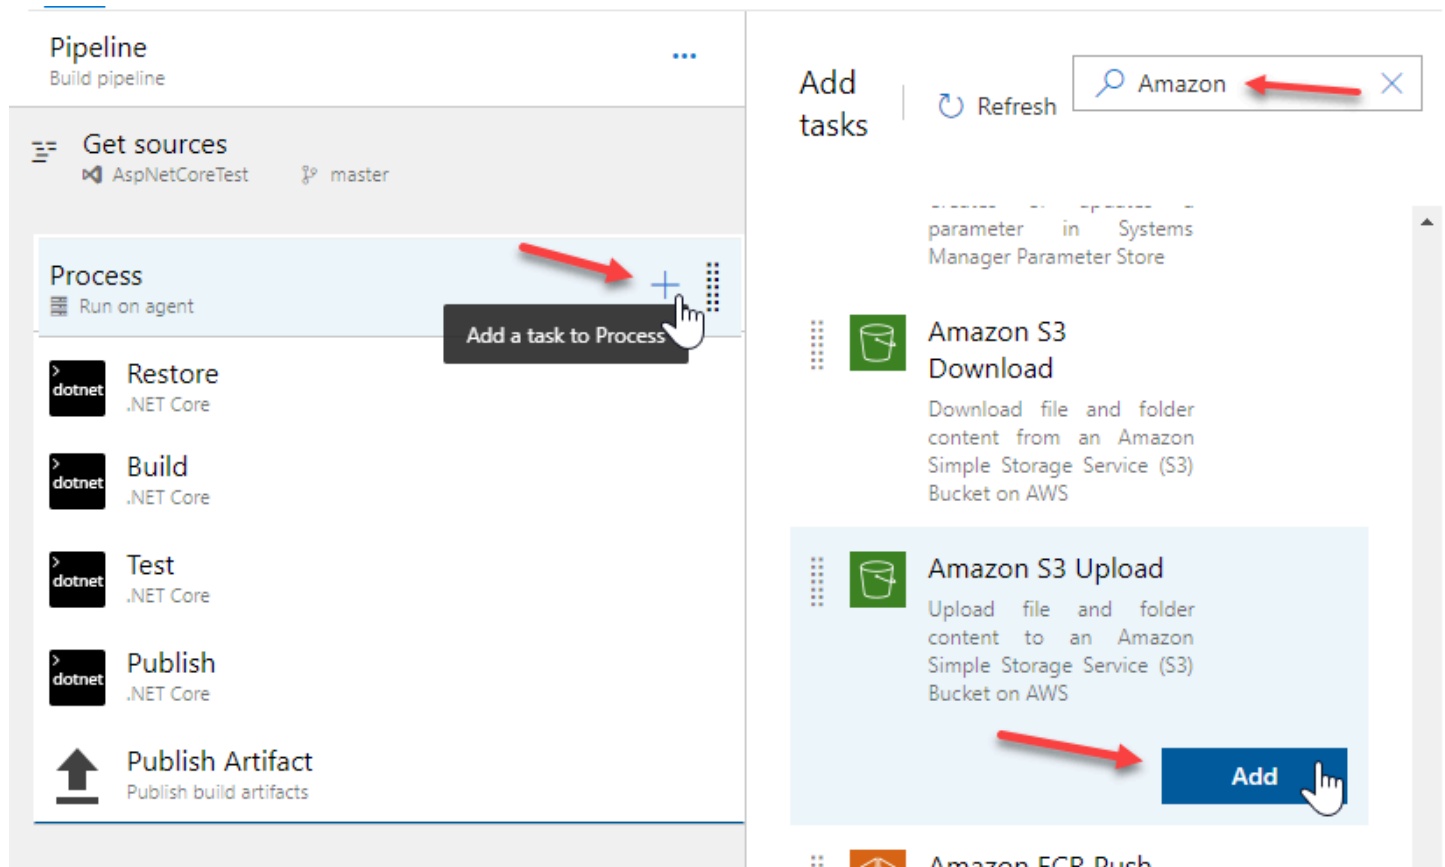 Pipeline
Build pipeline
Get sources
AspNetCoreTest
master
Process
Run on agent
Add a task to Process
dotnet
Restore
.NET Core
dotnet
Build
.NET Core
dotnet
Test
.NET Core
dotnet
Publish
.NET Core
Publish Artifact
Publish build artifacts
Add
tasks
Refresh
Amazon
parameter in Systems
Manager Parameter Store
Amazon S3
Download
Download file and folder
content from an Amazon
Simple Storage Service (S3)
Bucket on AWS
Amazon S3 Upload
Upload file and folder
content to an Amazon
Simple Storage Service (S3)
Bucket on AWS
Add
Amazon ECR Push